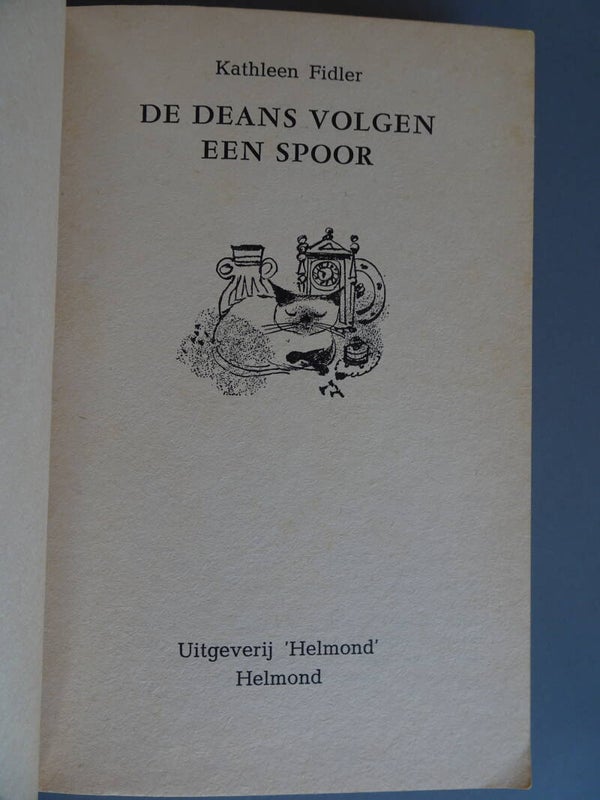 Kathleen Fidler
DE DEANS VOLGEN
EEN SPOOR
Uitgeverij 'Helmond'
Helmond